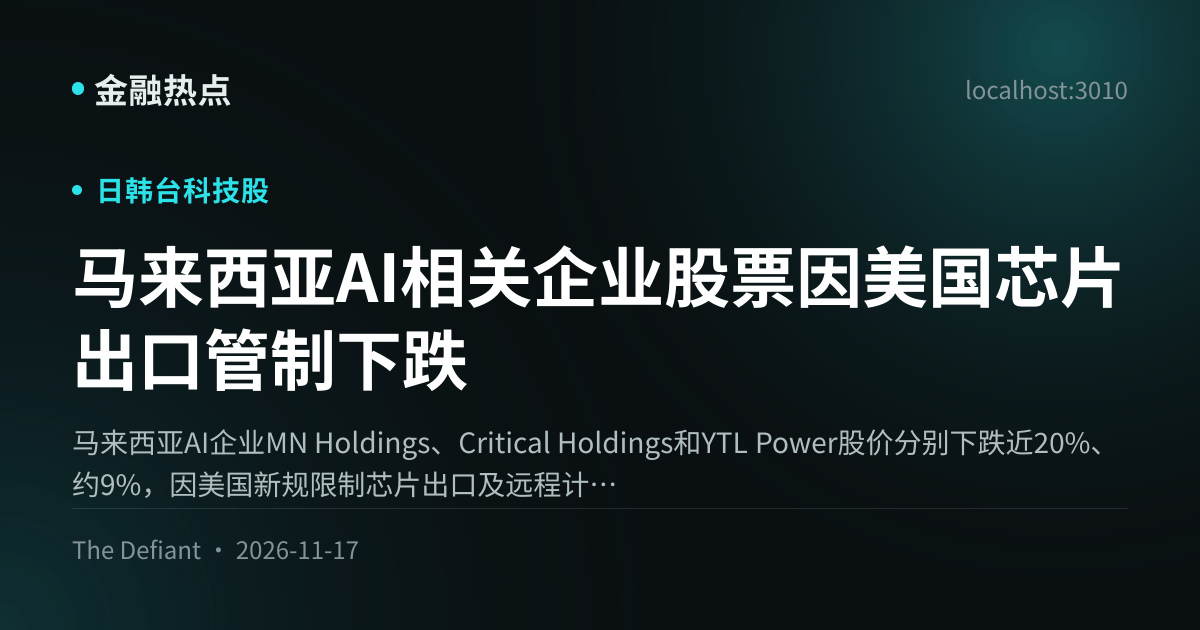 金融热点
localhost:3010
日韩台科技股
马来西亚AI相关企业股票因美国芯片
出口管制下跌
马来西亚AI企业MN Holdings、Critical Holdings和YTL Power股价分别下跌近20%、
约9%，因美国新规限制芯片出口及远程计…
The Defiant · 2026-11-17